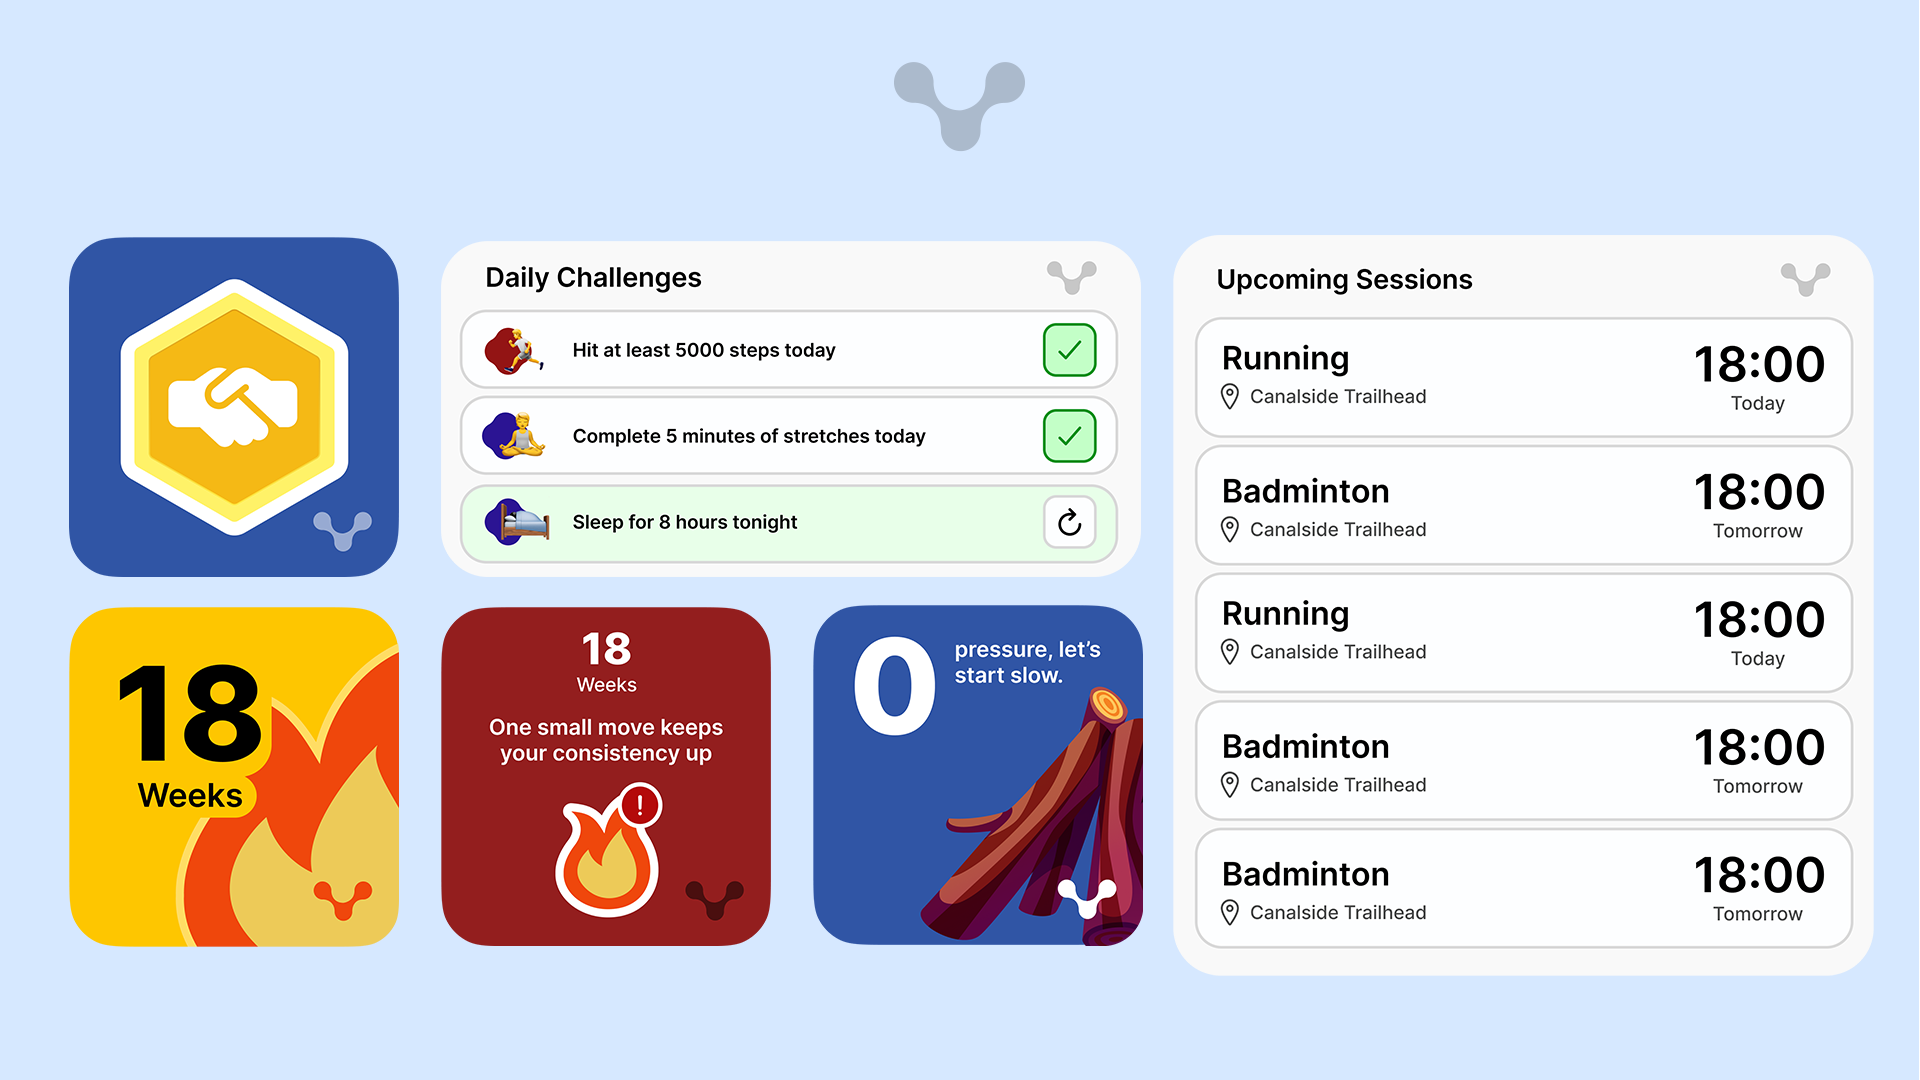 Daily Challenges
Hit at least 5000 steps today
Complete 5 minutes of stretches today
Sleep for 8 hours tonight
18
Weeks
18
Weeks
One small move keeps
your consistency up
!
0
pressure, let's
start slow.
Upcoming Sessions
Running
Canalside Trailhead
18:00
Today
Badminton
Canalside Trailhead
18:00
Tomorrow
Running
Canalside Trailhead
18:00
Today
Badminton
Canalside Trailhead
18:00
Tomorrow
Badminton
Canalside Trailhead
18:00
Tomorrow